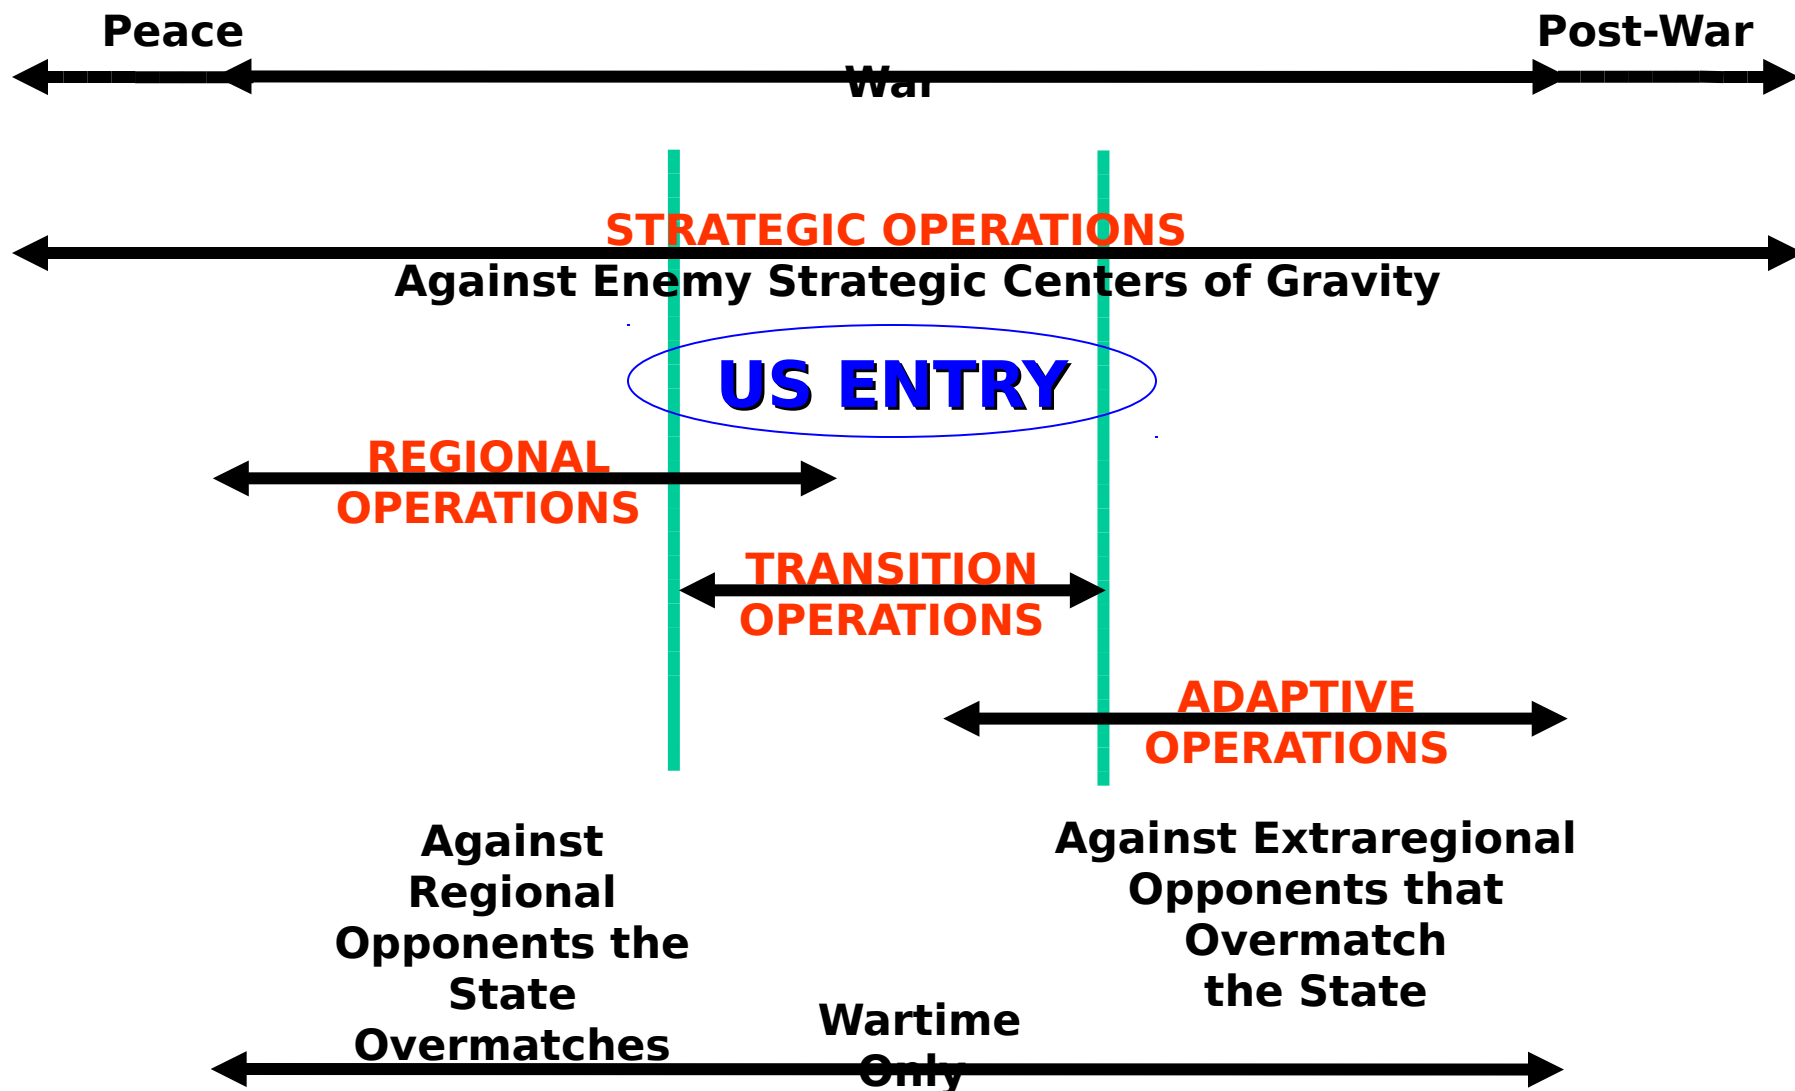 Peace
Post-War
War
STRATEGIC OPERATIONS
Against Enemy Strategic Centers of Gravity
US ENTRY
REGIONAL
OPERATIONS
TRANSITION
OPERATIONS
ADAPTIVE
OPERATIONS
Against
Regional
Opponents the
State
Overmatches
Against Extraregional
Opponents that
Overmatch
the State
Wartime
Only